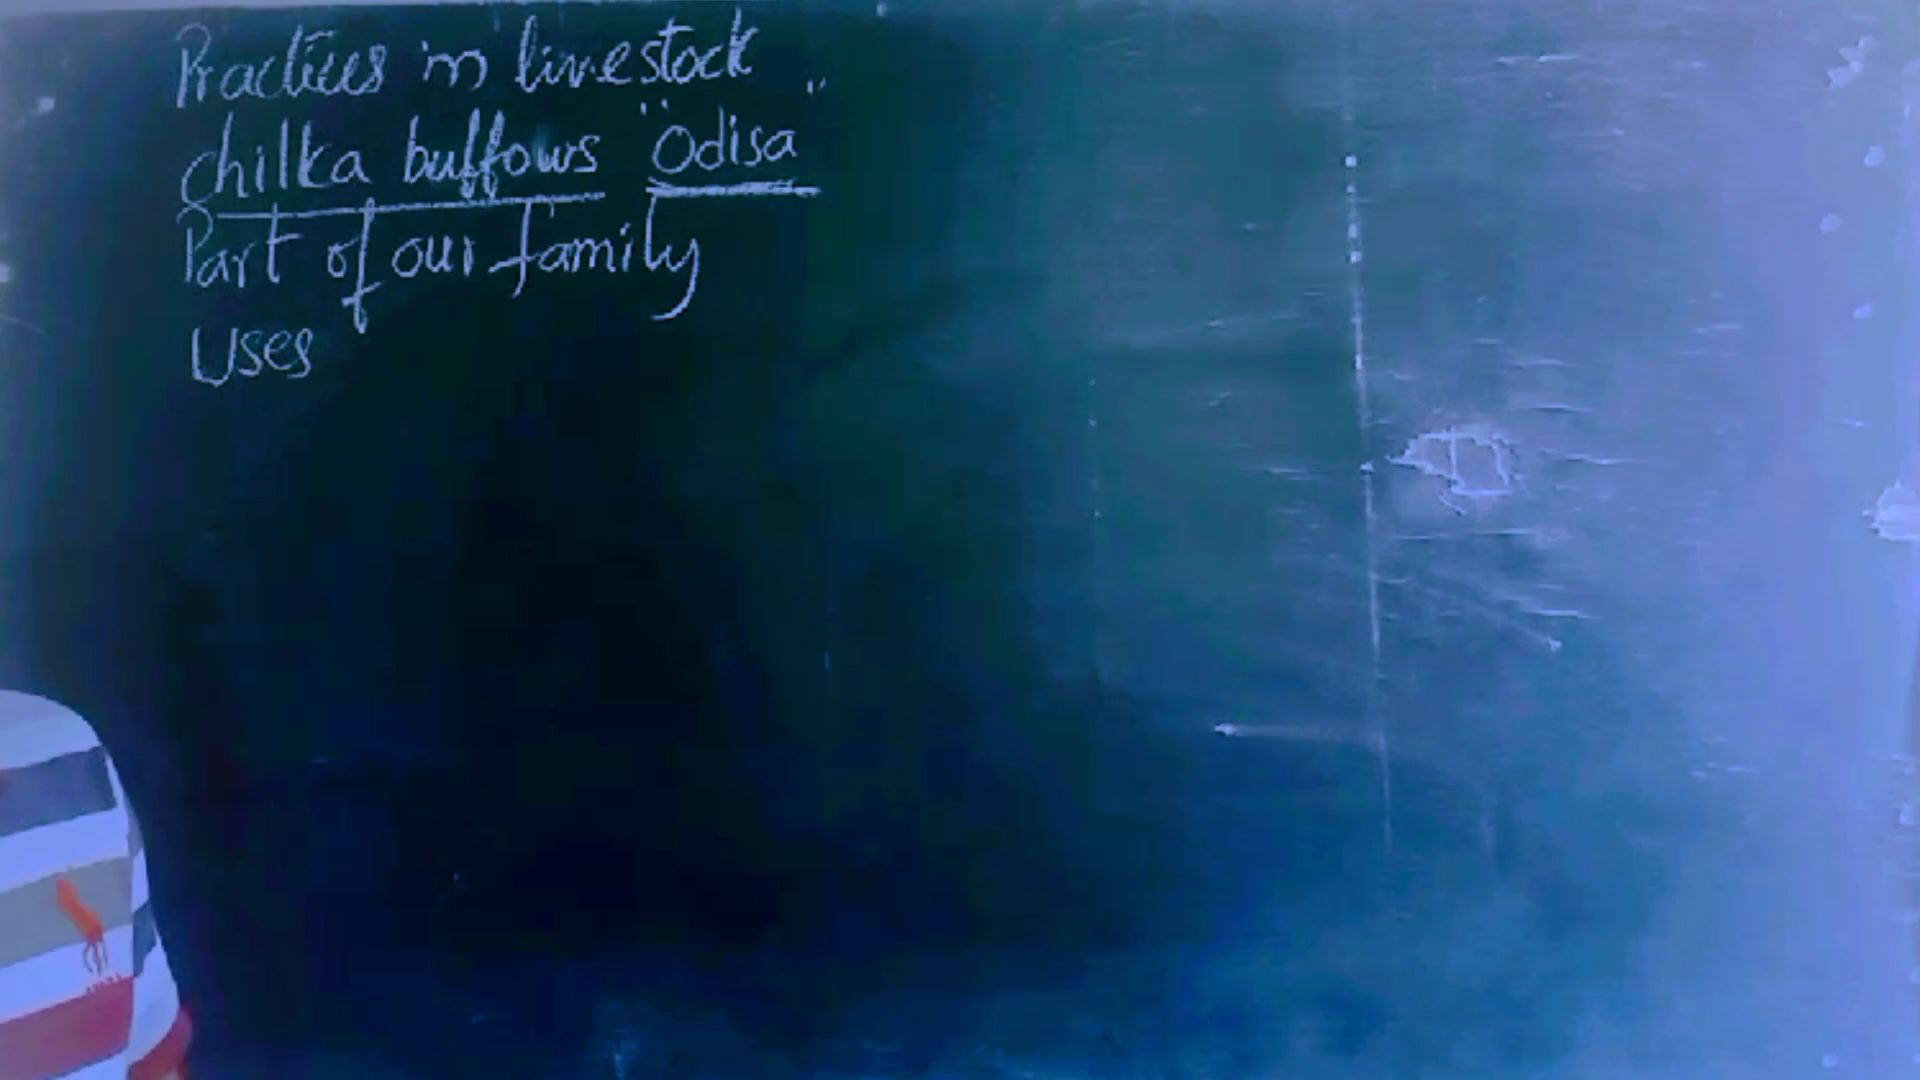 Practices in livestock
chilka buffows "Odisa"
Part of our family
Uses